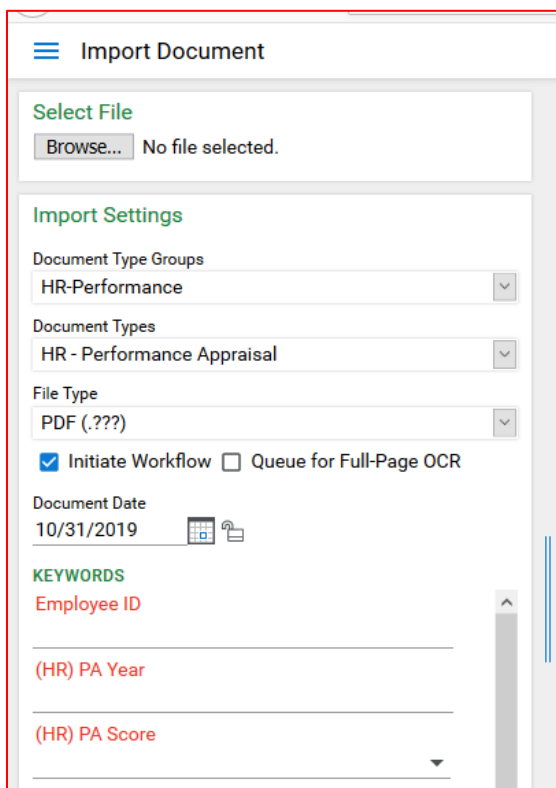 Import Document
Select File
Browse... No file selected.
Import Settings
Document Type Groups
HR-Performance
Document Types
HR - Performance Appraisal
File Type
PDF (.???)
Initiate Workflow Queue for Full-Page OCR
Document Date
10/31/2019
KEYWORDS
Employee ID
(HR) PA Year
(HR) PA Score